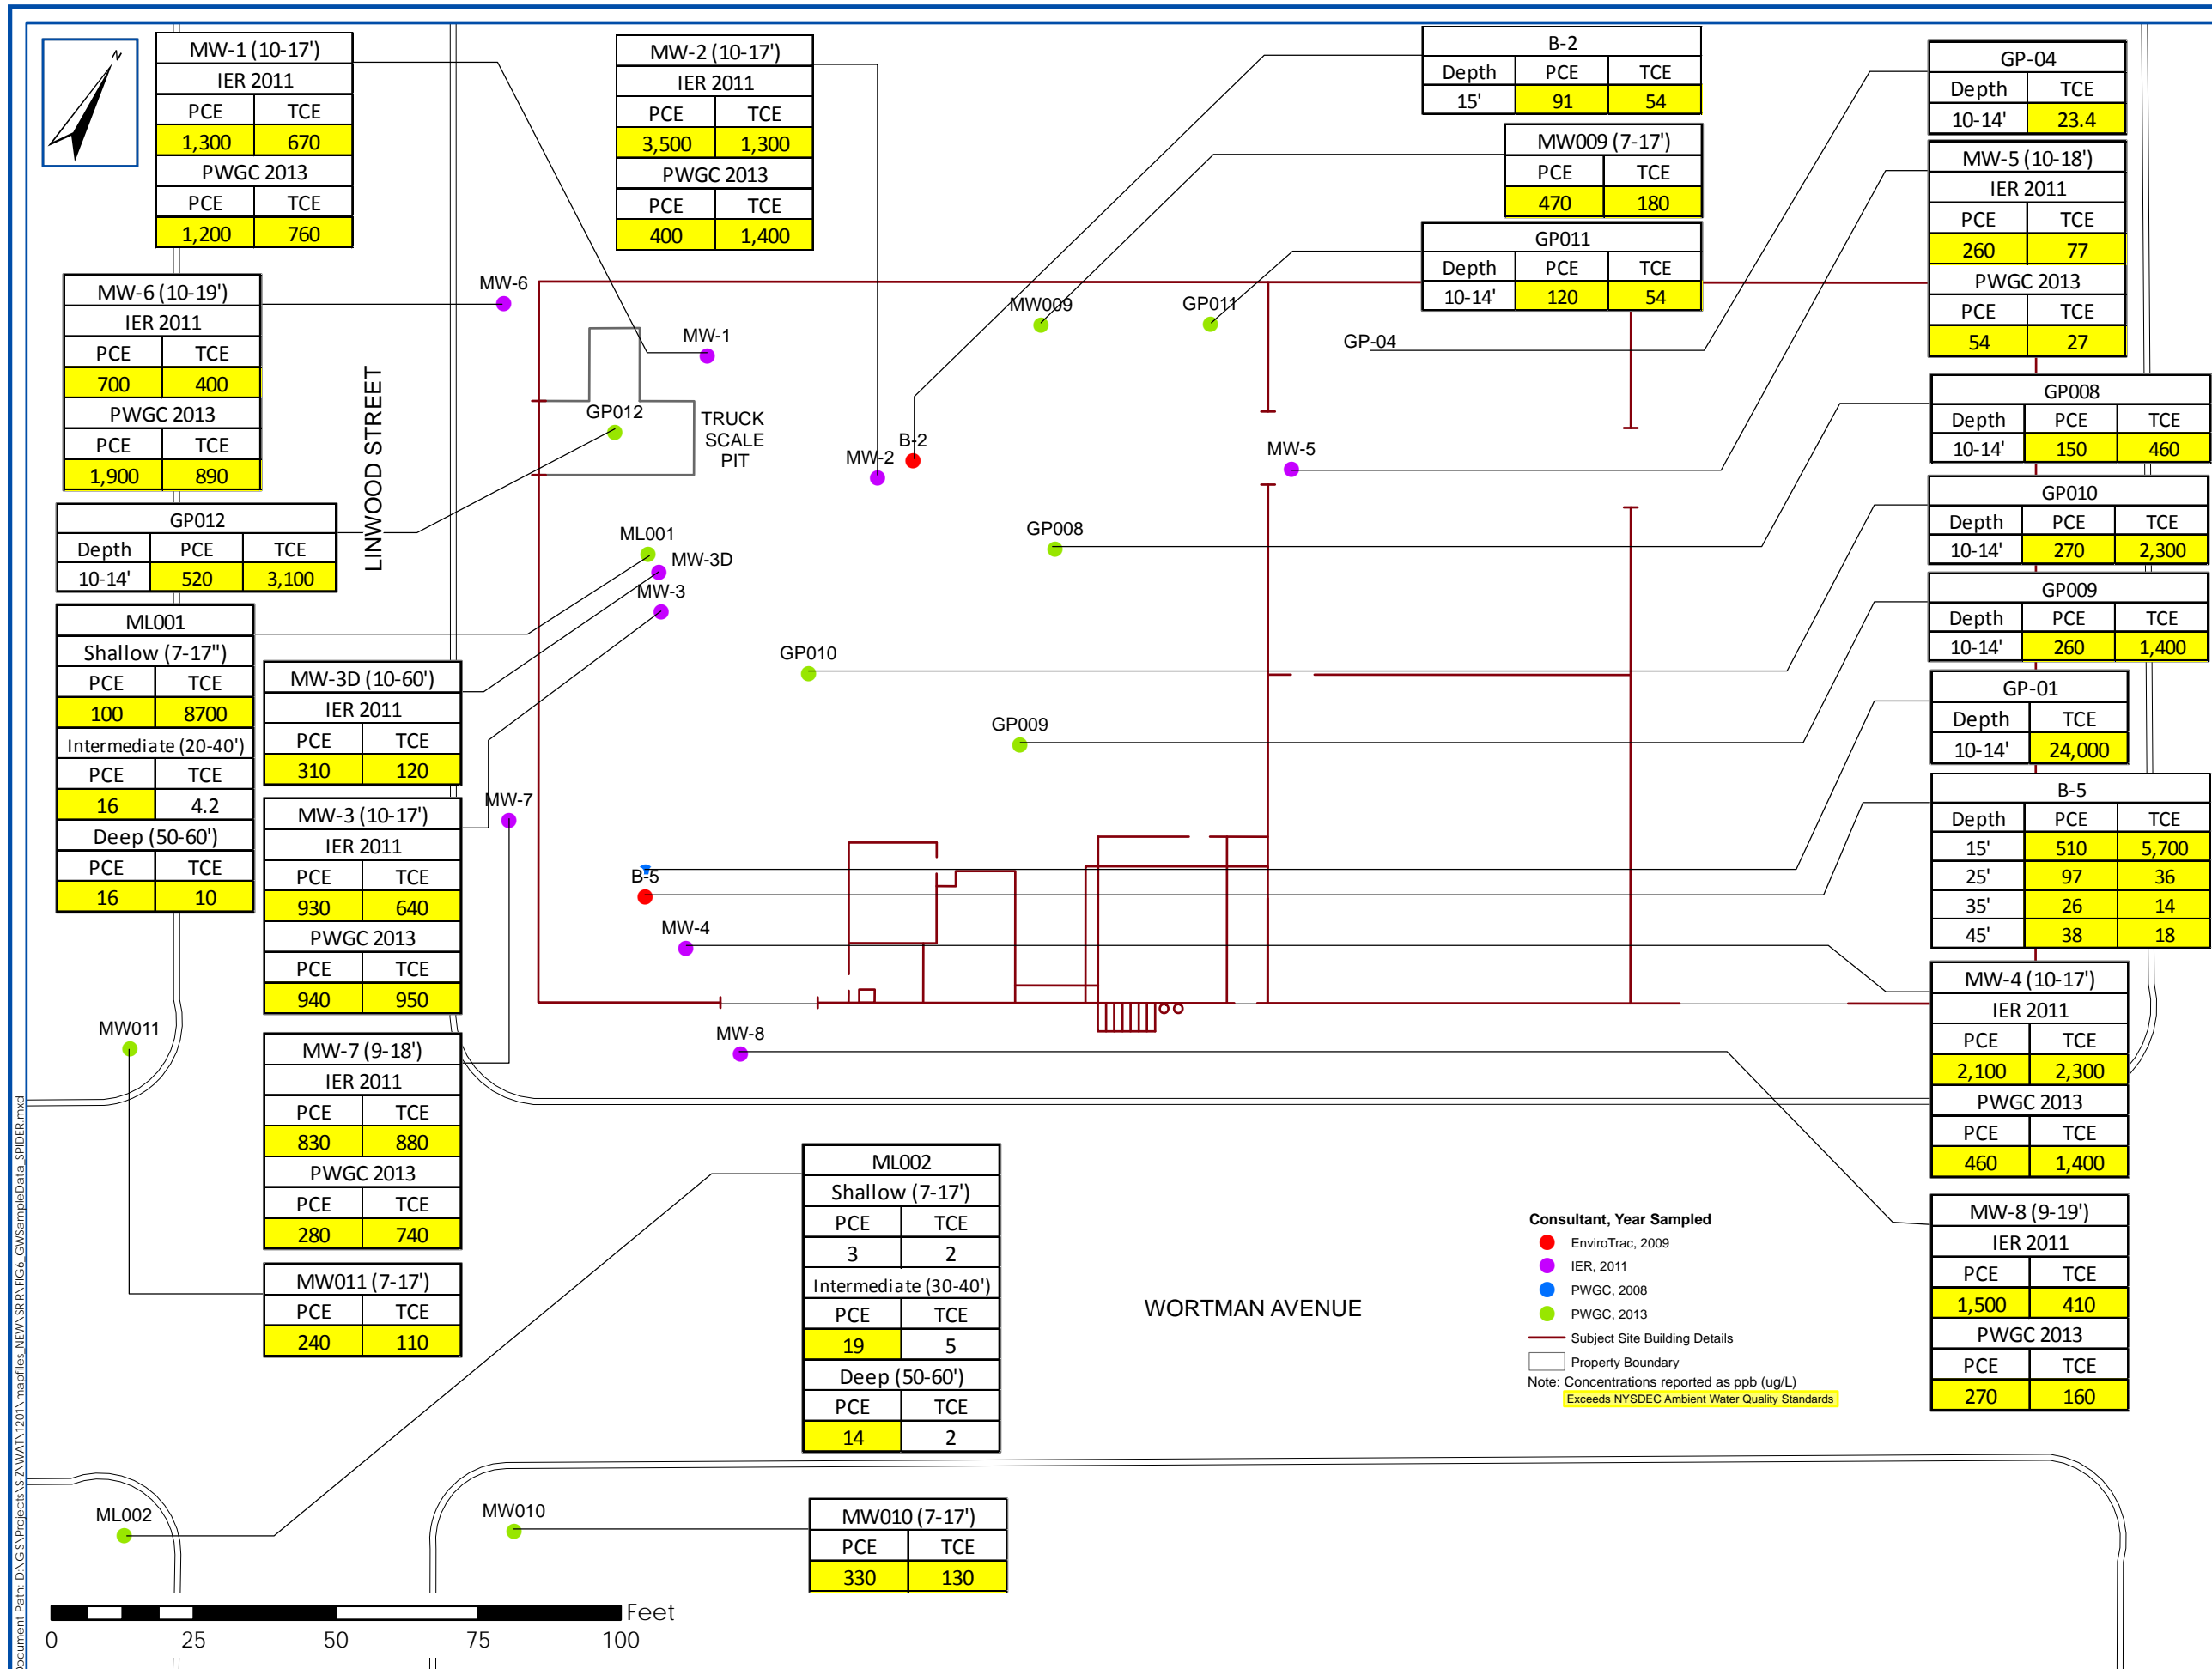 N
MW-1 (10-17')
IER 2011
PCE TCE
1,300 670
PWGC 2013
PCE TCE
1,200 760
MW-2 (10-17')
IER 2011
PCE TCE
3,500 1,300
PWGC 2013
PCE TCE
400 1,400
B-2
Depth PCE TCE
15' 91 54
MW009 (7-17')
PCE TCE
470 180
GP011
Depth PCE TCE
10-14' 120 54
GP-04
Depth TCE
10-14' 23.4
MW-5 (10-18')
IER 2011
PCE TCE
260 77
PWGC 2013
PCE TCE
54 27
MW-6 (10-19')
IER 2011
PCE TCE
700 400
PWGC 2013
PCE TCE
1,900 890
GP012
Depth PCE TCE
10-14' 520 3,100
ML001
Shallow (7-17")
PCE TCE
100 8700
Intermediate (20-40')
PCE TCE
16 4.2
Deep (50-60')
PCE TCE
16 10
MW-3D (10-60')
IER 2011
PCE TCE
310 120
MW-3 (10-17')
IER 2011
PCE TCE
930 640
PWGC 2013
PCE TCE
940 950
MW-7 (9-18')
IER 2011
PCE TCE
830 880
PWGC 2013
PCE TCE
280 740
MW011 (7-17')
PCE TCE
240 110
LINWOOD STREET
MW-6
MW-1
MW009
GP011
GP-04
GP012
TRUCK
SCALE
PIT
MW-2
B-2
MW-5
ML001
MW-3D
MW-3
GP008
GP010
GP009
MW-7
B-5
MW-4
MW-8
MW011
ML002
MW010
GP008
Depth PCE TCE
10-14' 150 460
GP010
Depth PCE TCE
10-14' 270 2,300
GP009
Depth PCE TCE
10-14' 260 1,400
GP-01
Depth TCE
10-14' 24,000
B-5
Depth PCE TCE
15' 510 5,700
25' 97 36
35' 26 14
45' 38 18
MW-4 (10-17')
IER 2011
PCE TCE
2,100 2,300
PWGC 2013
PCE TCE
460 1,400
MW-8 (9-19')
IER 2011
PCE TCE
1,500 410
PWGC 2013
PCE TCE
270 160
ML002
Shallow (7-17')
PCE TCE
3 2
Intermediate (30-40')
PCE TCE
19 5
Deep (50-60')
PCE TCE
14 2
MW010 (7-17')
PCE TCE
330 130
WORTMAN AVENUE
Consultant, Year Sampled
EnviroTrac, 2009
IER, 2011
PWGC, 2008
PWGC, 2013
Subject Site Building Details
Property Boundary
Note: Concentrations reported as ppb (ug/L)
Exceeds NYSDEC Ambient Water Quality Standards
Feet
0 25 50 75 100
Document Path: D:\GIS\Projects\S-Z\WAT\1201\mapfiles_NEW\SRIR\FIG6_GWSampleData_SPIDER.mxd